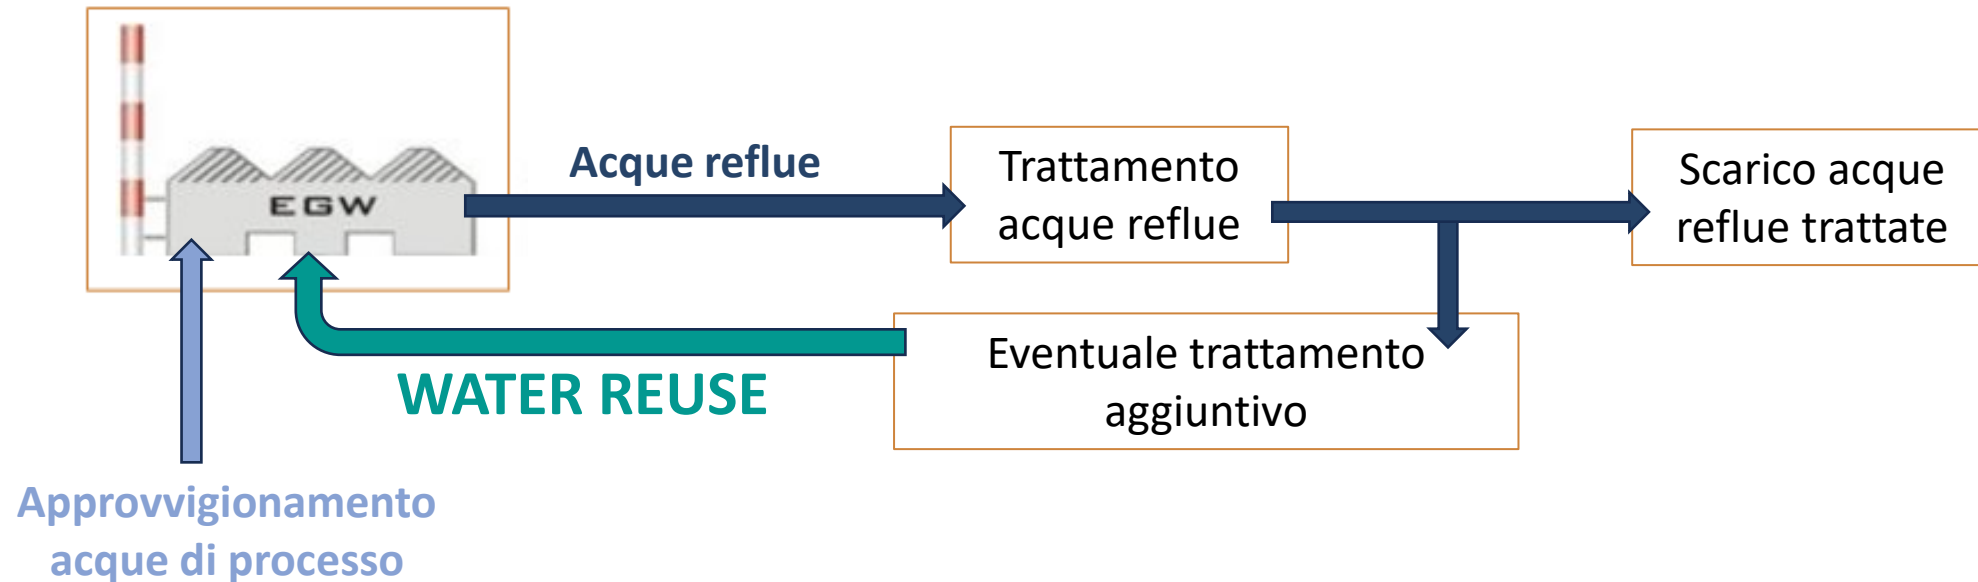 EGW
Acque reflue
Trattamento
acque reflue
Scarico acque
reflue trattate
Eventuale trattamento
aggiuntivo
WATER REUSE
Approvvigionamento
acque di processo